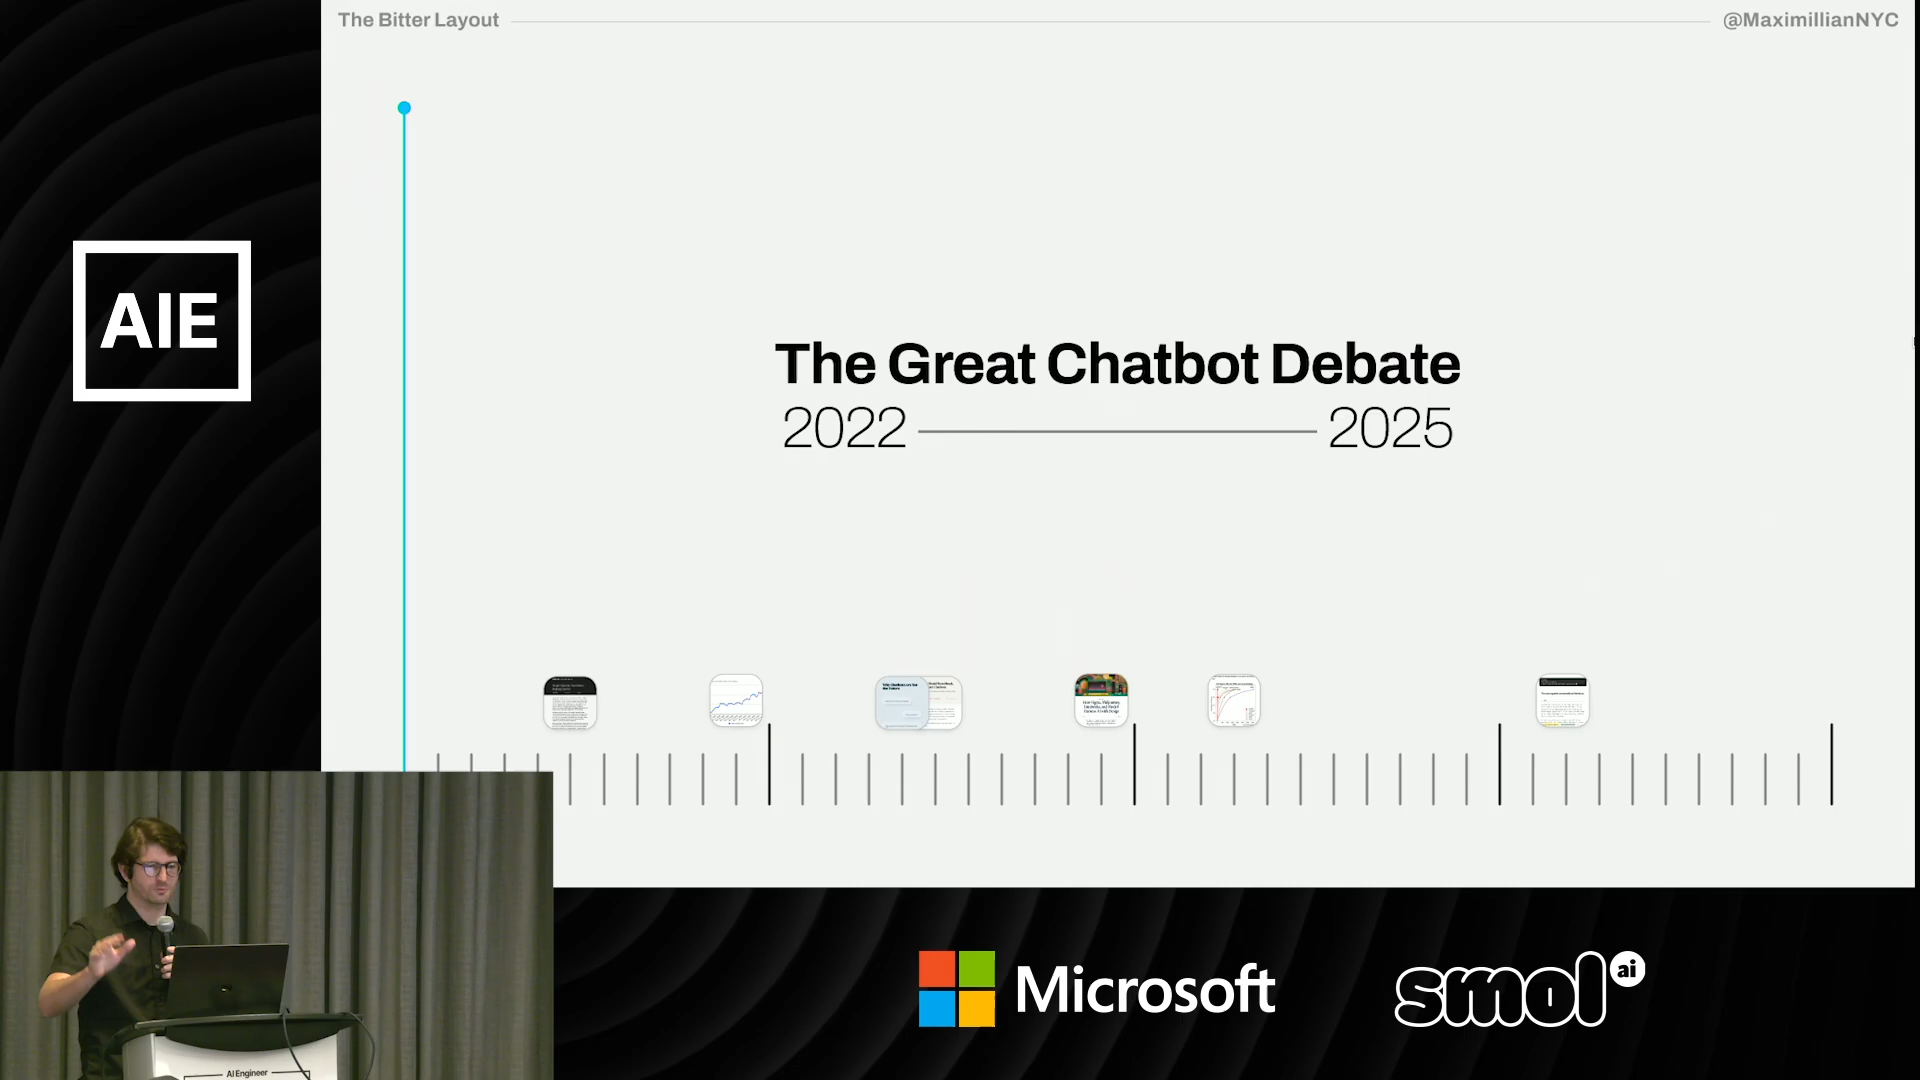 The Bitter Layout
@MaximillianNYC
AIE
The Great Chatbot Debate
2022
2025
Microsoft
smol ai
AI Engineer